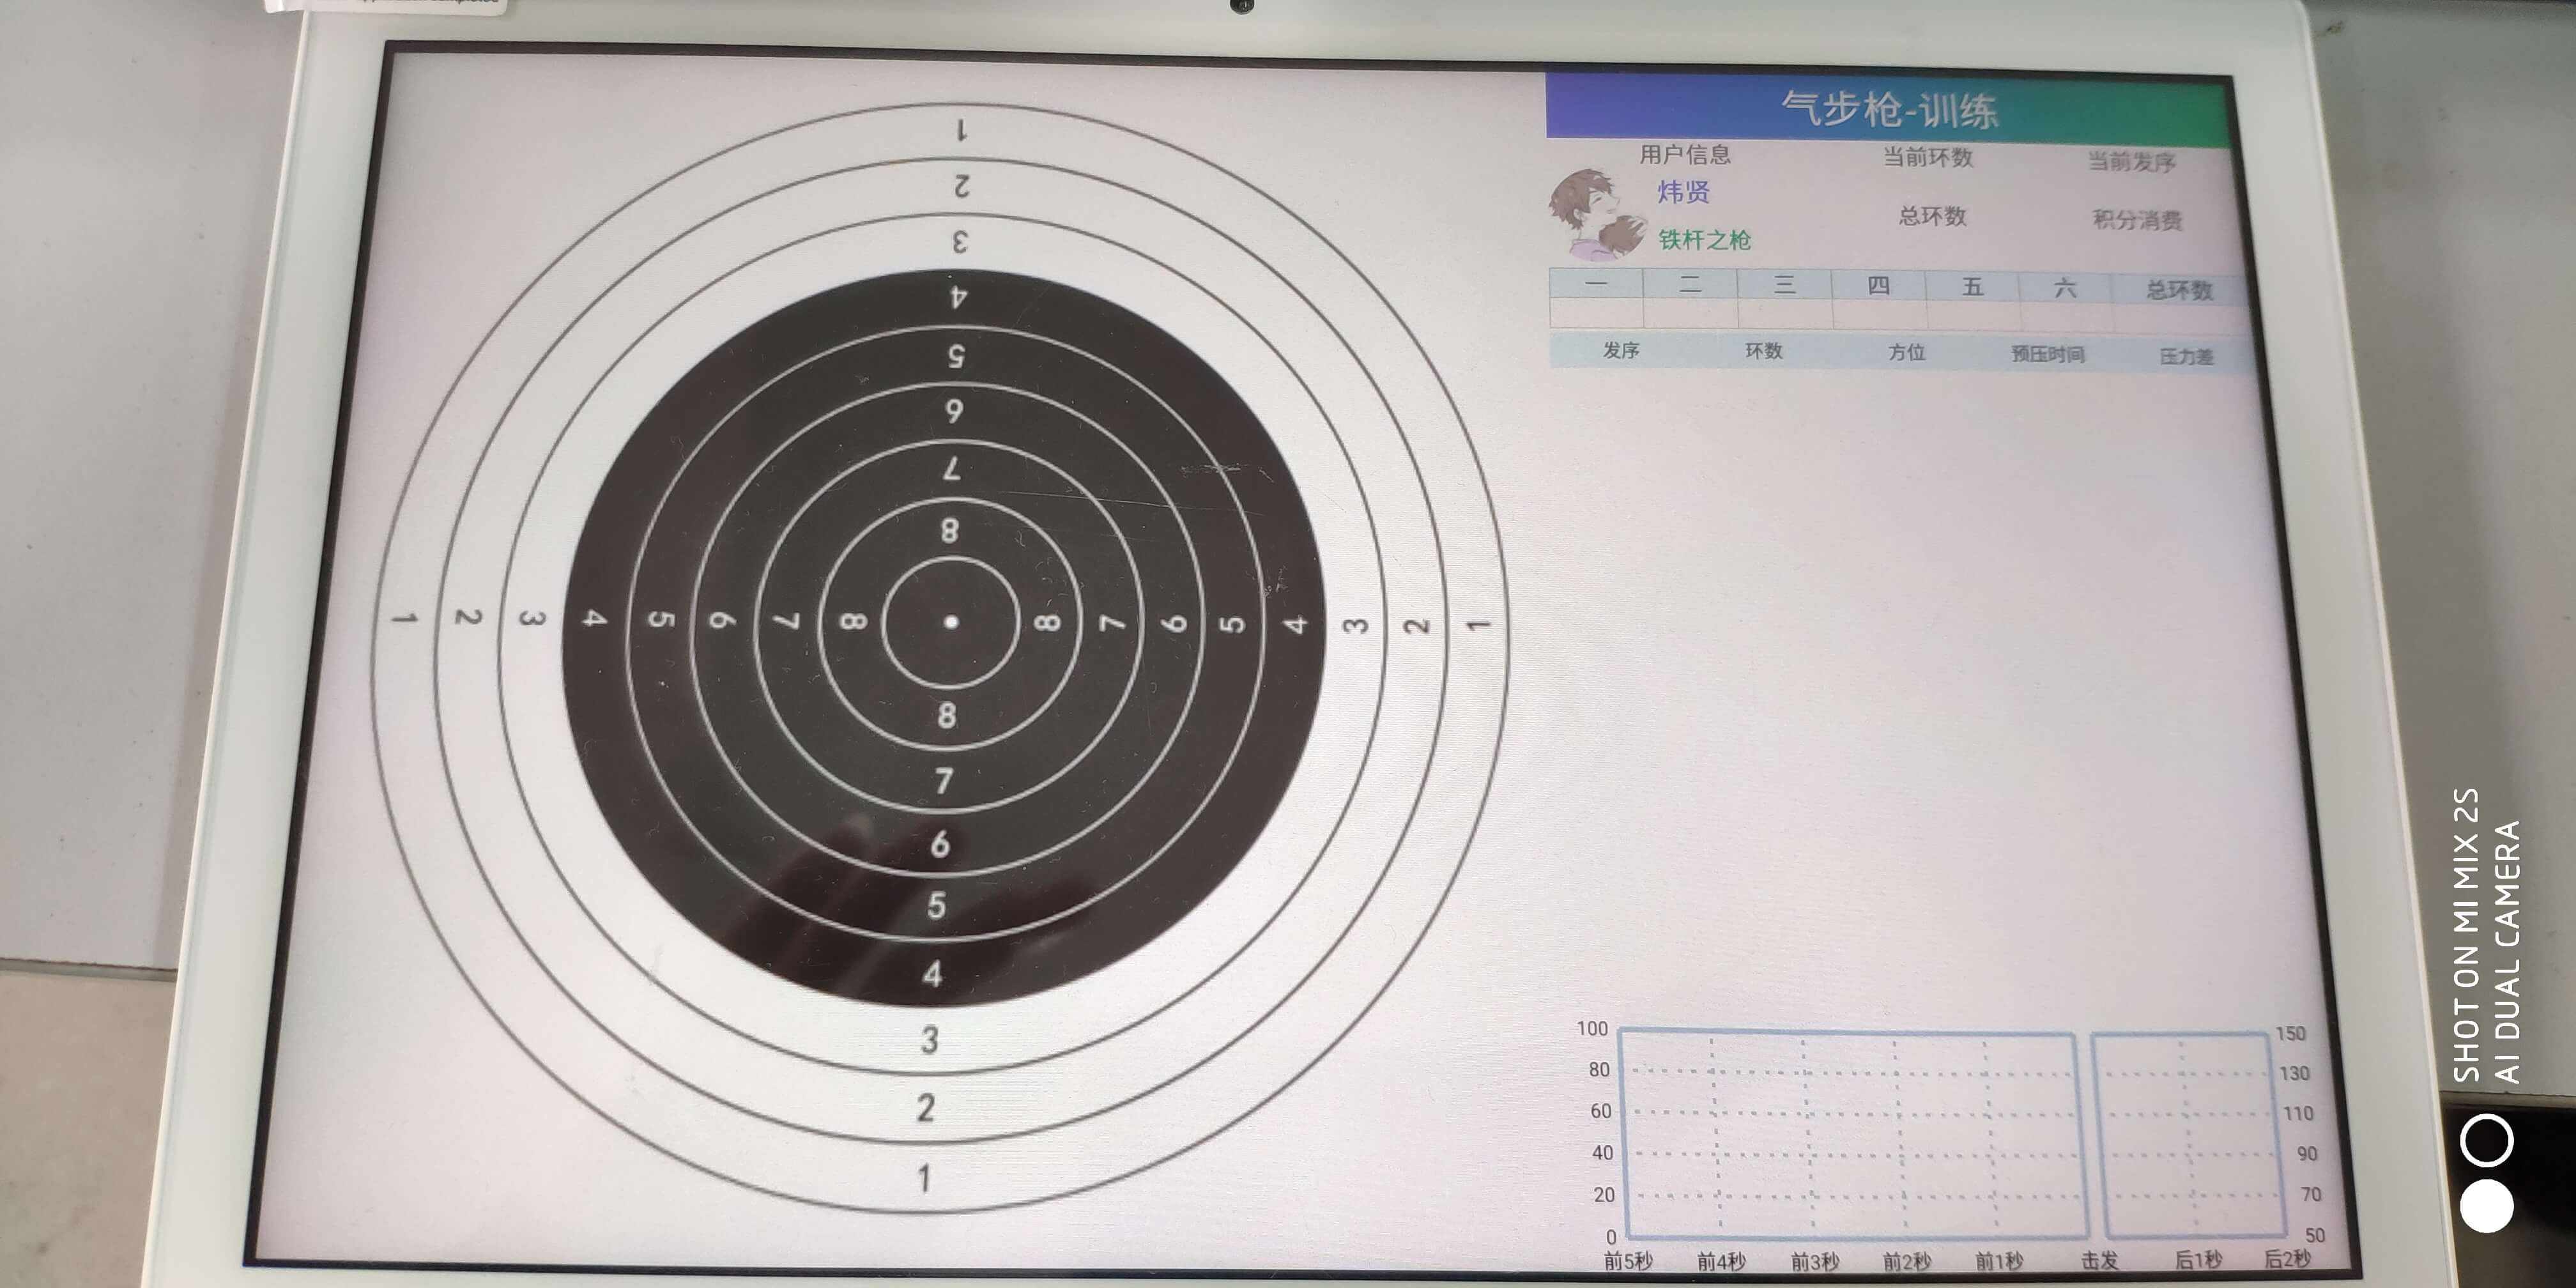 气步枪-训练
用户信息 当前环数 当前发序
炜贤
总环数 积分消费
铁杆之枪
一 二 三 四 五 六 总环数
发序 环数 方位 预压时间 压力差
1
2
3
4
5
6
7
8
1 2 3 4 5 6 7 8 8 7 6 5 4 3 2 1
8
7
6
5
4
3
2
1
100 150
80 130
60 110
40 90
20 70
0 50
前5秒 前4秒 前3秒 前2秒 前1秒 击发 后1秒 后2秒
SHOT ON MI MIX 2S
AI DUAL CAMERA